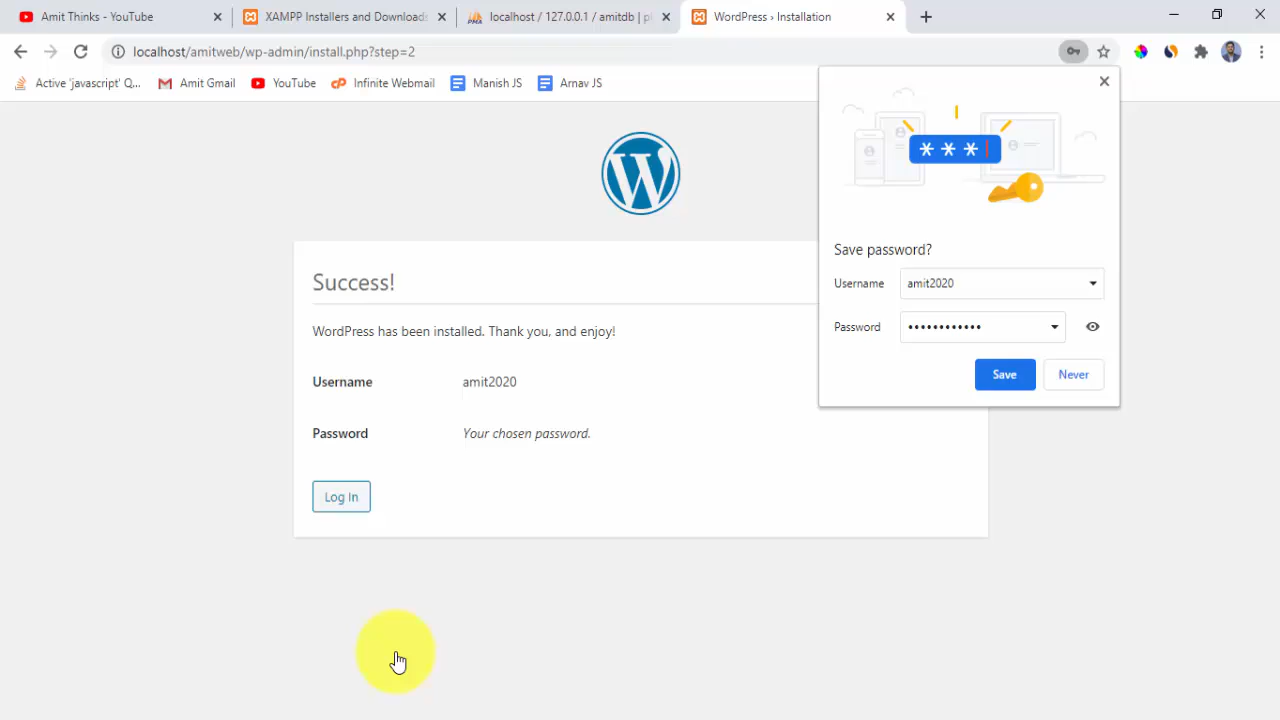 Amit Thinks - YouTube
XAMPP Installers and Downloads
localhost / 127.0.0.1 / amitdb | p
WordPress › Installation
localhost/amitweb/wp-admin/install.php?step=2
Active 'javascript' Q...
Amit Gmail
YouTube
Infinite Webmail
Manish JS
Arnav JS
* * *
Save password?
Username
amit2020
Password
••••••••••••
Save
Never
Success!
WordPress has been installed. Thank you, and enjoy!
Username amit2020
Password Your chosen password.
Log In